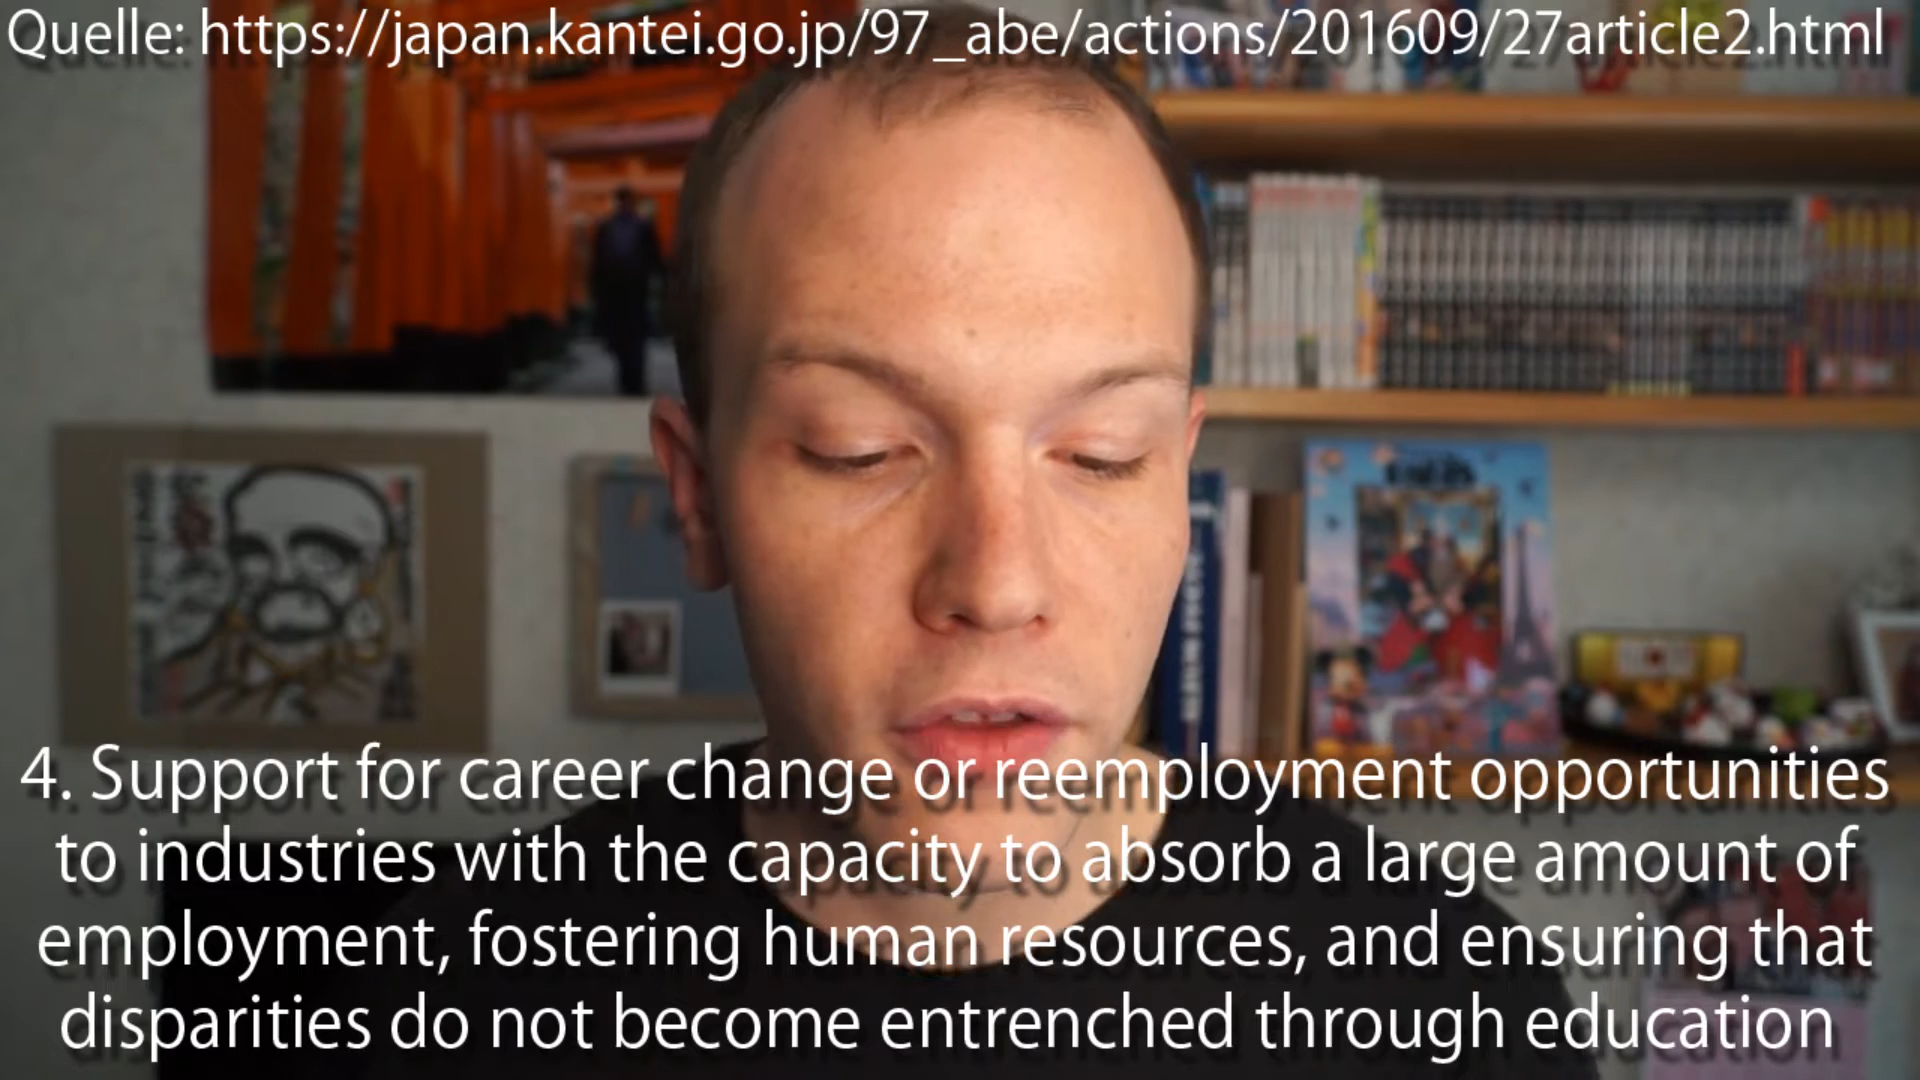 Quelle: https://japan.kantei.go.jp/97_abe/actions/201609/27article2.html
4. Support for career change or reemployment opportunities
to industries with the capacity to absorb a large amount of
employment, fostering human resources, and ensuring that
disparities do not become entrenched through education